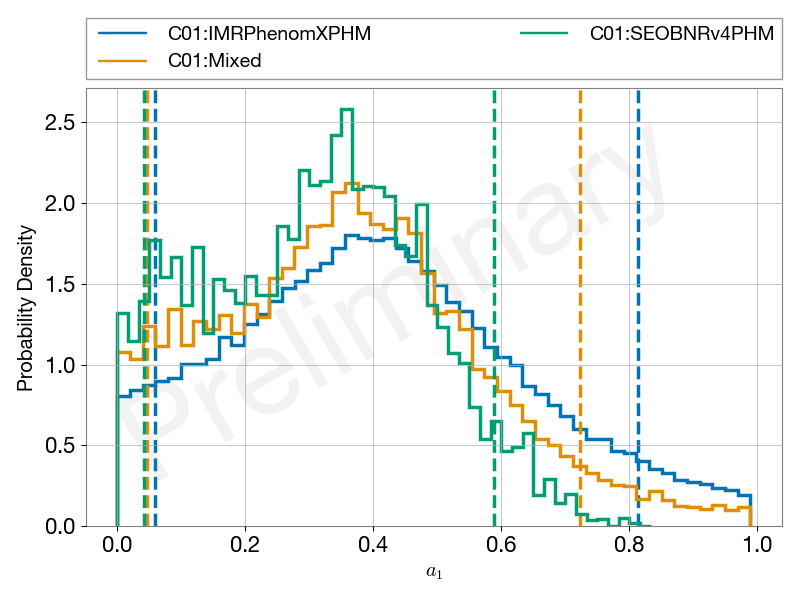 C01:IMRPhenomXPHM
C01:Mixed
C01:SEOBNRv4PHM
Preliminary
Probability Density
2.5
2.0
1.5
1.0
0.5
0.0
0.0 0.2 0.4 0.6 0.8 1.0
a₁